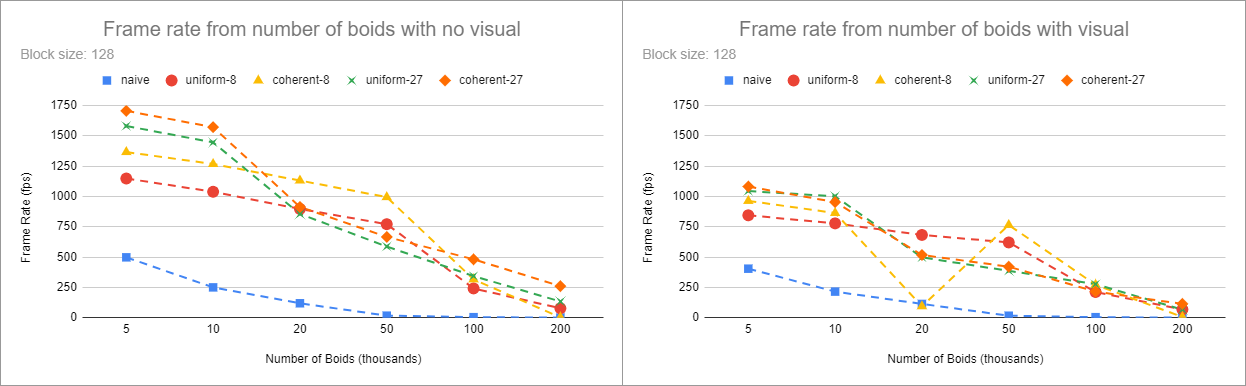 Frame rate from number of boids with no visual
Block size: 128
naive uniform-8 coherent-8 uniform-27 coherent-27
1750
1500
1250
1000
750
500
250
0
Frame Rate (fps)
5 10 20 50 100 200
Number of Boids (thousands)
Frame rate from number of boids with visual
Block size: 128
naive uniform-8 coherent-8 uniform-27 coherent-27
1750
1500
1250
1000
750
500
250
0
Frame Rate (fps)
5 10 20 50 100 200
Number of Boids (thousands)